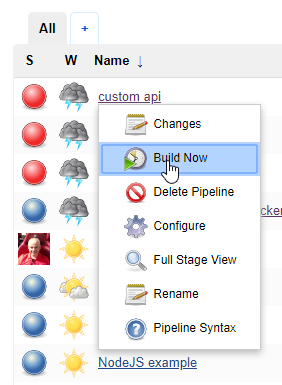 All +
S W Name ↓
custom api
Changes
Build Now
Delete Pipeline
cker
Configure
Full Stage View
Rename
Pipeline Syntax
NodeJS example